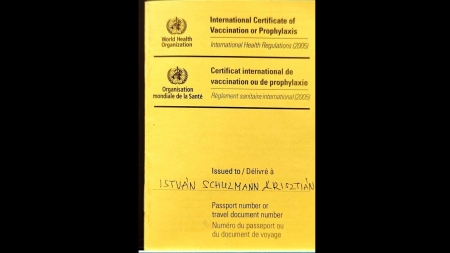 World Health
Organization
International Certificate of
Vaccination or Prophylaxis
International Health Regulations (2005)
Organisation
mondiale de la Santé
Certificat international de
vaccination ou de prophylaxie
Règlement sanitaire international (2005)
Issued to / Délivré à
ISTVÁN SCHULMANN KRISZTIÁN
Passport number or
travel document number
Numéro du passeport ou
du document de voyage